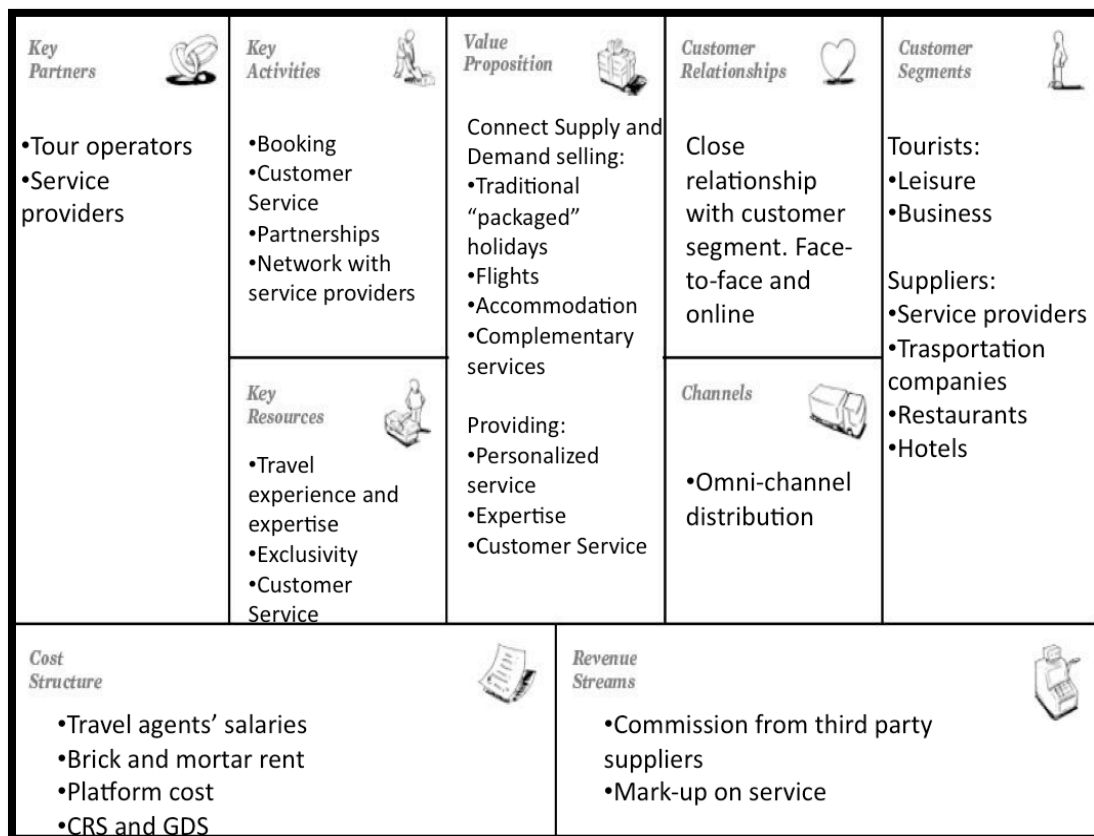 Key
Partners
•Tour operators
•Service
providers
Key
Activities
•Booking
•Customer
Service
•Partnerships
•Network with
service providers
Key
Resources
•Travel
experience and
expertise
•Exclusivity
•Customer
Service
Value
Proposition
Connect Supply and
Demand selling:
•Traditional
“packaged”
holidays
•Flights
•Accommodation
•Complementary
services
Providing:
•Personalized
service
•Expertise
•Customer Service
Customer
Relationships
Close
relationship
with customer
segment. Face-
to-face and
online
Channels
•Omni-channel
distribution
Customer
Segments
Tourists:
•Leisure
•Business
Suppliers:
•Service providers
•Trasportation
companies
•Restaurants
•Hotels
Cost
Structure
•Travel agents’ salaries
•Brick and mortar rent
•Platform cost
•CRS and GDS
Revenue
Streams
•Commission from third party
suppliers
•Mark-up on service